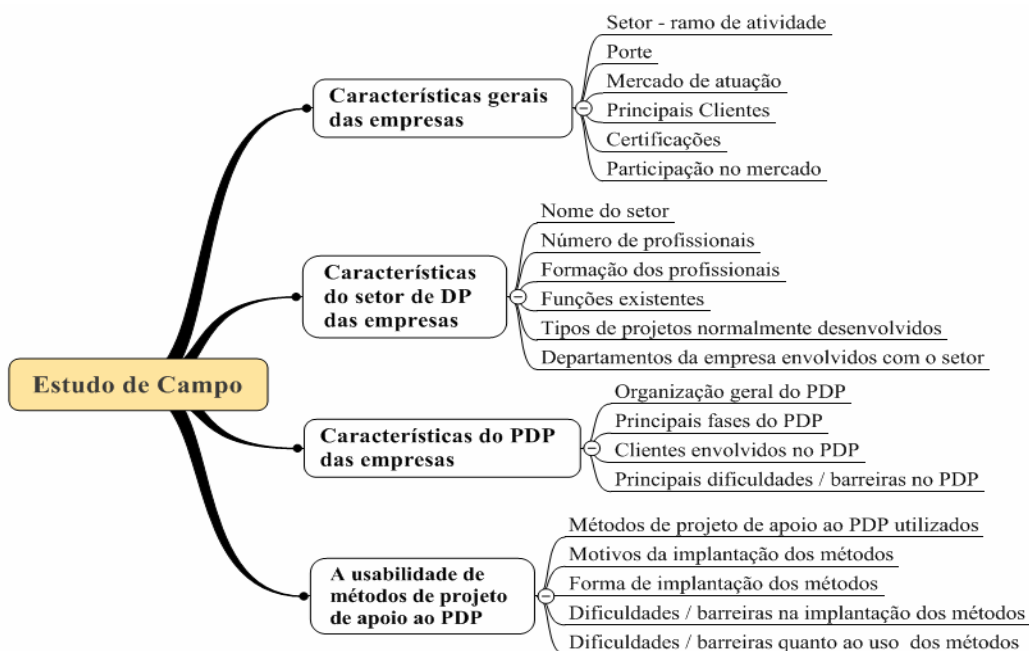 Estudo de Campo
Características gerais
das empresas
Setor - ramo de atividade
Porte
Mercado de atuação
Principais Clientes
Certificações
Participação no mercado
Características
do setor de DP
das empresas
Nome do setor
Número de profissionais
Formação dos profissionais
Funções existentes
Tipos de projetos normalmente desenvolvidos
Departamentos da empresa envolvidos com o setor
Características do PDP
das empresas
Organização geral do PDP
Principais fases do PDP
Clientes envolvidos no PDP
Principais dificuldades / barreiras no PDP
A usabilidade de
métodos de projeto
de apoio ao PDP
Métodos de projeto de apoio ao PDP utilizados
Motivos da implantação dos métodos
Forma de implantação dos métodos
Dificuldades / barreiras na implantação dos métodos
Dificuldades / barreiras quanto ao uso dos métodos